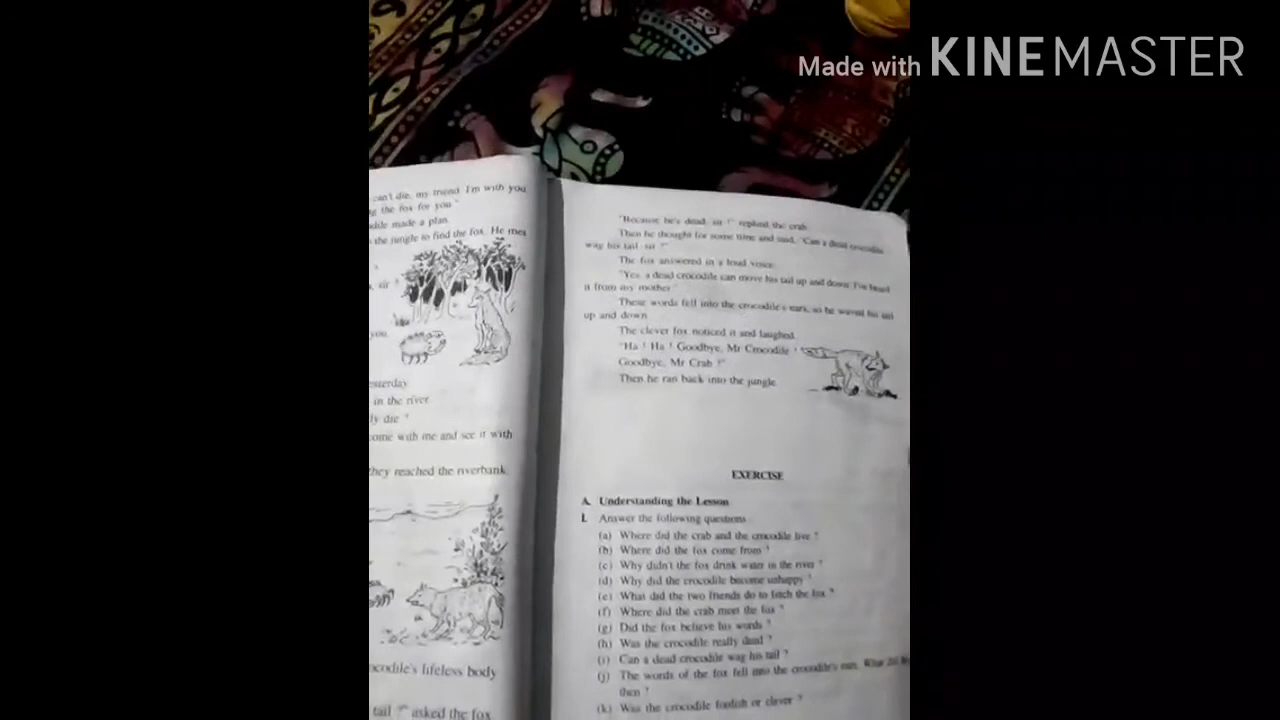 Made with KINEMASTER
can't die, my friend. I'm with you
g the fox for you."
dile made a plan.
the jungle to find the fox. He met
, sir ?
you.
esterday.
in the river.
ly die ?
come with me and see it with
they reached the riverbank.
ocodile's lifeless body
tail ?" asked the fox.
"Because he's dead, sir !" replied the crab.
Then he thought for some time and said, "Can a dead crocodile
wag his tail, sir ?"
The fox answered in a loud voice.
"Yes, a dead crocodile can move his tail up and down. I've heard
it from my mother."
These words fell into the crocodile's ears, so he waved his tail
up and down.
The clever fox noticed it and laughed.
"Ha ! Ha ! Goodbye, Mr Crocodile !
Goodbye, Mr Crab !"
Then he ran back into the jungle.
EXERCISE
A. Understanding the Lesson
I. Answer the following questions
(a) Where did the crab and the crocodile live ?
(b) Where did the fox come from ?
(c) Why didn't the fox drink water in the river ?
(d) Why did the crocodile become unhappy ?
(e) What did the two friends do to fetch the fox ?
(f) Where did the crab meet the fox ?
(g) Did the fox believe his words ?
(h) Was the crocodile really dead ?
(i) Can a dead crocodile wag his tail ?
(j) The words of the fox fell into the crocodile's ears. What did he
then ?
(k) Was the crocodile foolish or clever ?